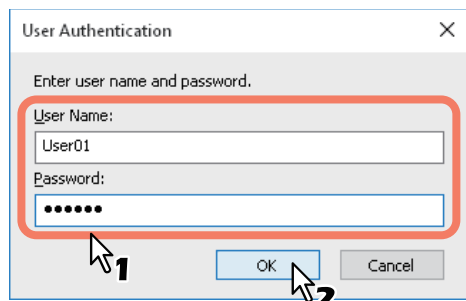 User Authentication
Enter user name and password.
User Name:
User01
Password:
••••••
1
OK
Cancel
2